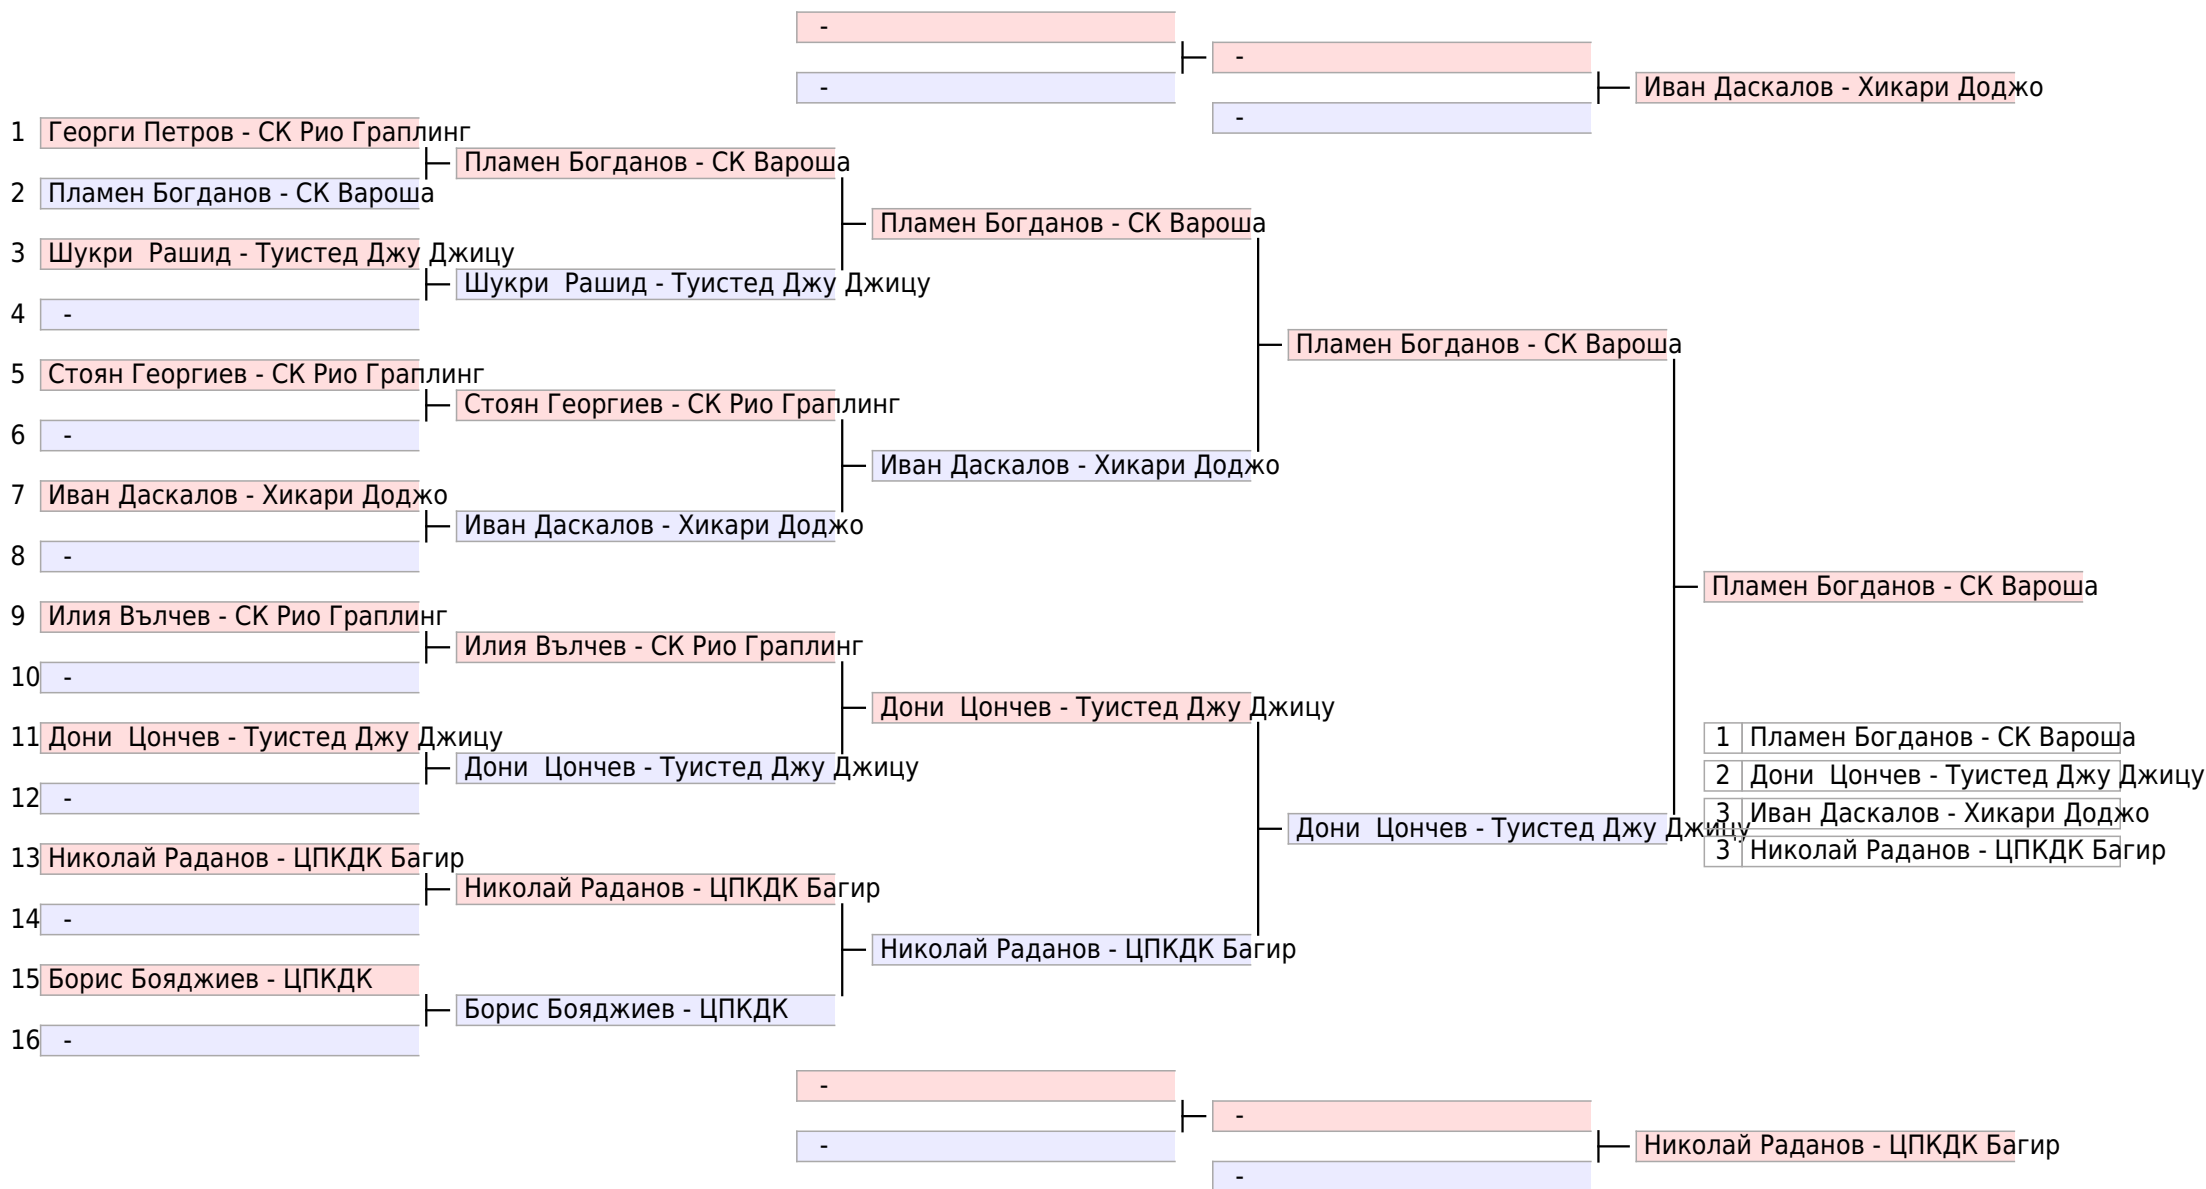 -
-
-
-
Иван Даскалов - Хикари Доджо
1 Георги Петров - СК Рио Граплинг
Пламен Богданов - СК Вароша
2 Пламен Богданов - СК Вароша
Пламен Богданов - СК Вароша
3 Шукри  Рашид - Туистед Джу Джицу
Шукри  Рашид - Туистед Джу Джицу
4 -
Пламен Богданов - СК Вароша
5 Стоян Георгиев - СК Рио Граплинг
Стоян Георгиев - СК Рио Граплинг
6 -
Иван Даскалов - Хикари Доджо
7 Иван Даскалов - Хикари Доджо
Иван Даскалов - Хикари Доджо
8 -
Пламен Богданов - СК Вароша
9 Илия Вълчев - СК Рио Граплинг
Илия Вълчев - СК Рио Граплинг
10 -
Дони  Цончев - Туистед Джу Джицу
11 Дони  Цончев - Туистед Джу Джицу
Дони  Цончев - Туистед Джу Джицу
12 -
Дони  Цончев - Туистед Джу Джицу
13 Николай Раданов - ЦПКДК Багир
Николай Раданов - ЦПКДК Багир
14 -
Николай Раданов - ЦПКДК Багир
15 Борис Бояджиев - ЦПКДК
Борис Бояджиев - ЦПКДК
16 -
1 Пламен Богданов - СК Вароша
2 Дони  Цончев - Туистед Джу Джицу
3 Иван Даскалов - Хикари Доджо
3 Николай Раданов - ЦПКДК Багир
-
-
-
-
Николай Раданов - ЦПКДК Багир